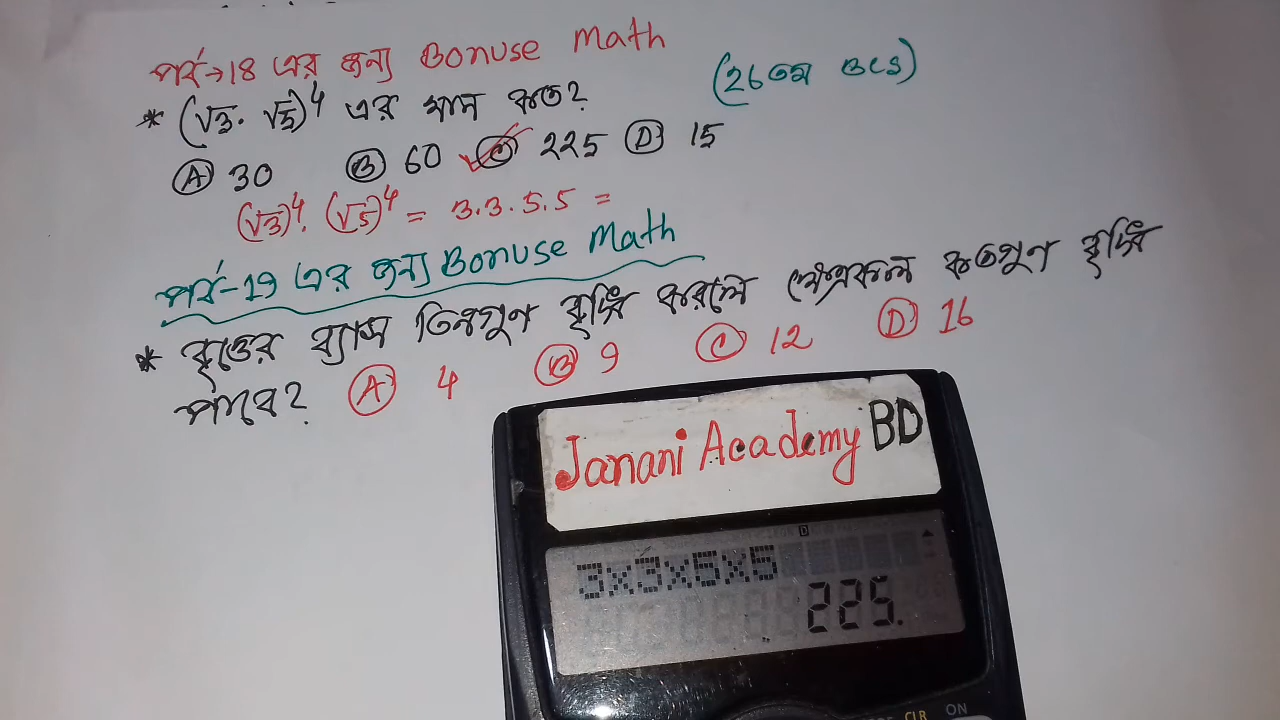 পর্ব→18 এর জন্য Bonuse Math
* (√3. √5)⁴ এর মান কত? (26তম BCS)
Ⓐ 30 Ⓑ 60 Ⓒ 225 Ⓓ 15
(√3)⁴. (√5)⁴ = 3.3.5.5 =
পর্ব-19 এর জন্য Bonuse Math
* বৃত্তের ব্যাস তিনগুণ বৃদ্ধি করলে ক্ষেত্রফল কতগুণ বৃদ্ধি
পাবে? Ⓐ 4 Ⓑ 9 Ⓒ 12 Ⓓ 16
Janani Academy BD
D
3x3x5x5
225.
CLR ON